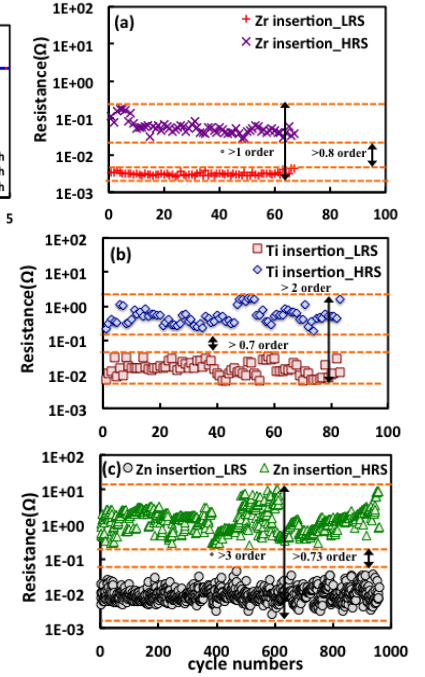 (a)
+ Zr insertion_LRS
× Zr insertion_HRS
1E+02
1E+01
1E+00
1E-01
1E-02
1E-03
Resistance(Ω)
>1 order
>0.8 order
0 20 40 60 80 100
h
h
h
5
(b)
Ti insertion_LRS
Ti insertion_HRS
> 2 order
1E+02
1E+01
1E+00
1E-01
1E-02
1E-03
Resistance(Ω)
> 0.7 order
0 20 40 60 80 100
(c)
Zn insertion_LRS
Zn insertion_HRS
1E+02
1E+01
1E+00
1E-01
1E-02
1E-03
Resistance(Ω)
>3 order
>0.73 order
0 200 400 600 800 1000
cycle numbers